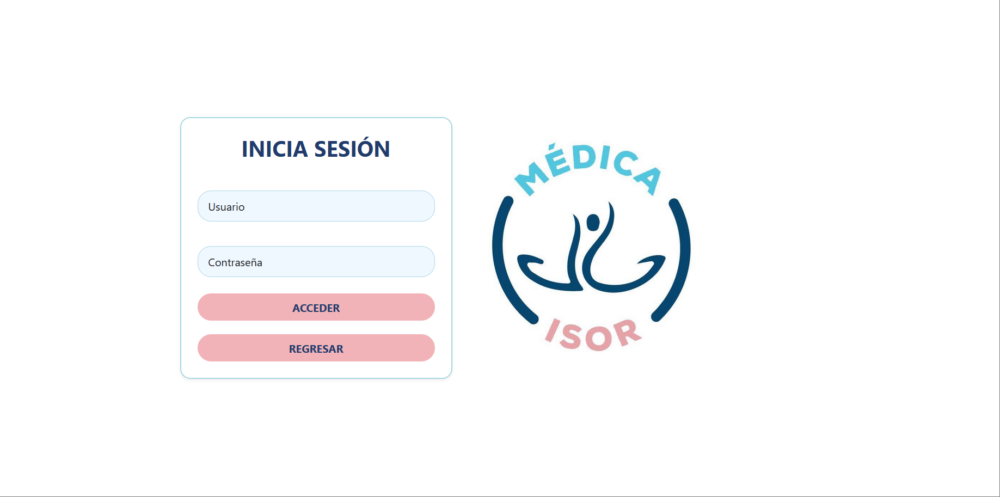 INICIA SESIÓN
Usuario
Contraseña
ACCEDER
REGRESAR
MÉDICA
ISOR